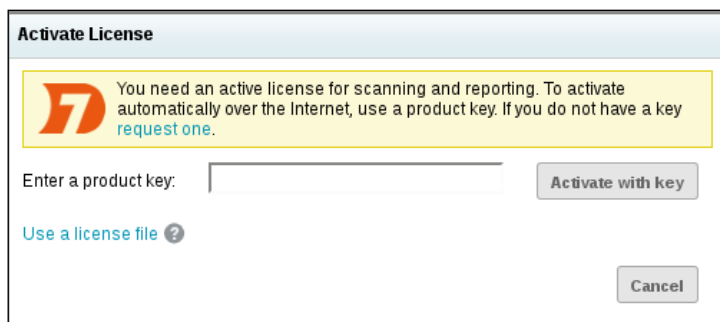 Activate License
You need an active license for scanning and reporting. To activate
automatically over the Internet, use a product key. If you do not have a key
request one.
Enter a product key:
Activate with key
Use a license file ?
Cancel